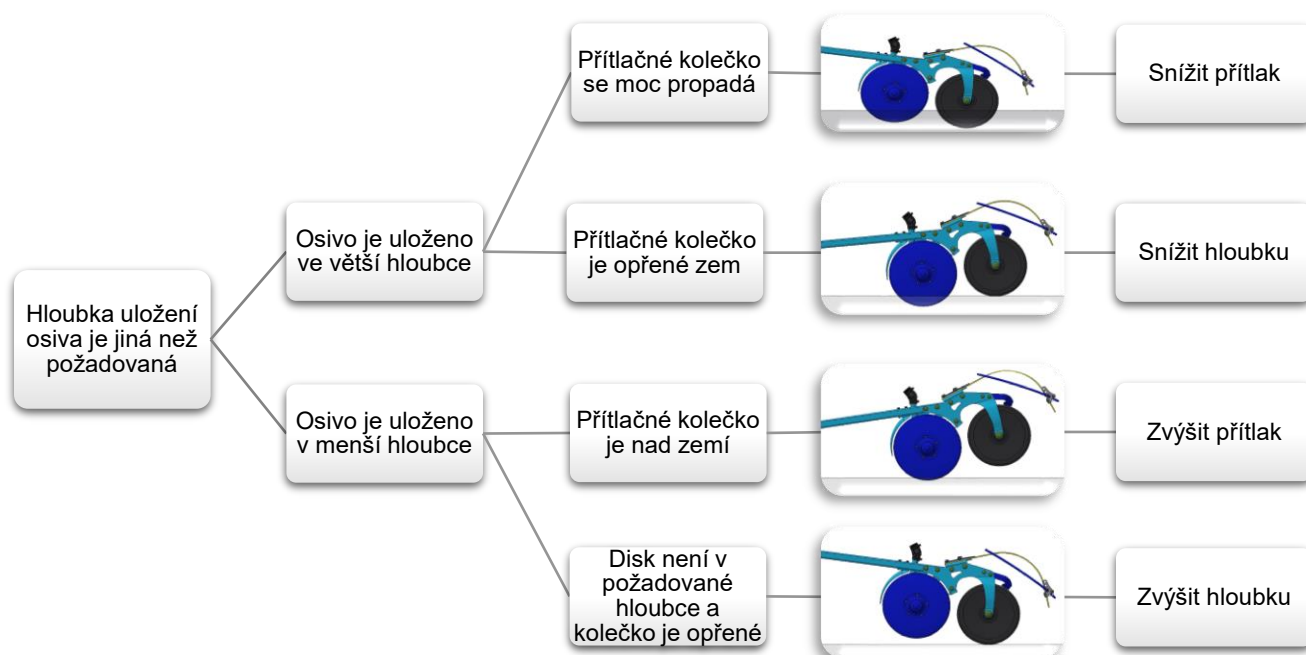 Hloubka uložení
osiva je jiná než
požadovaná
Osivo je uloženo
ve větší hloubce
Přítlačné kolečko
se moc propadá
Snížit přítlak
Přítlačné kolečko
je opřené zem
Snížit hloubku
Osivo je uloženo
v menší hloubce
Přítlačné kolečko
je nad zemí
Zvýšit přítlak
Disk není v
požadované
hloubce a
kolečko je opřené
Zvýšit hloubku